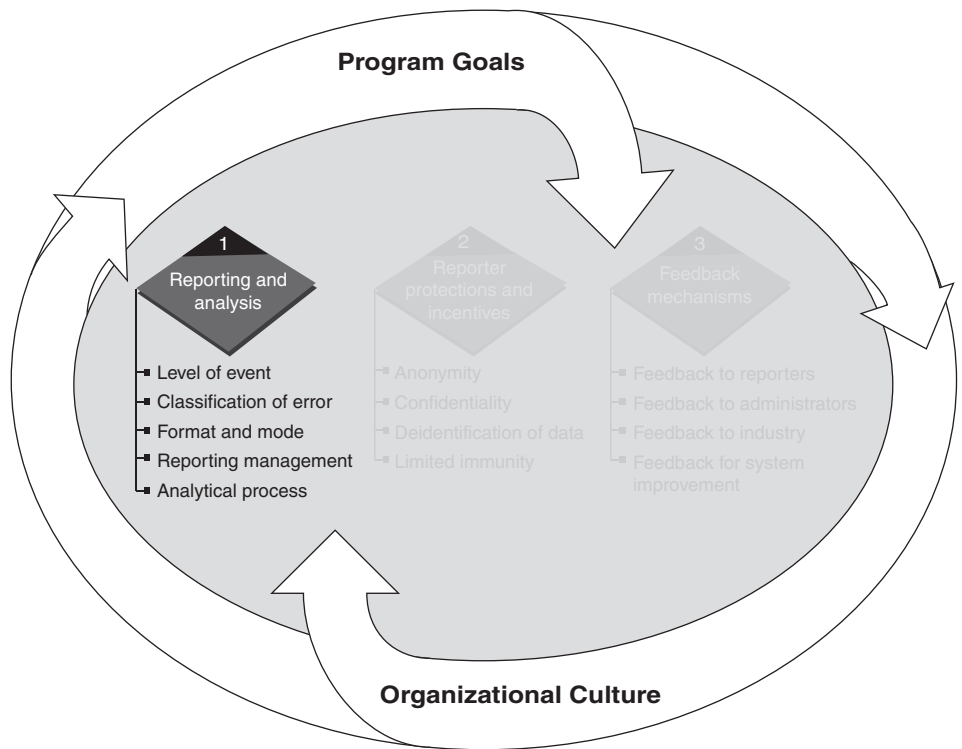 Program Goals
1
Reporting and
analysis
Level of event
Classification of error
Format and mode
Reporting management
Analytical process
2
Reporter
protections and
incentives
Anonymity
Confidentiality
Deidentification of data
Limited immunity
3
Feedback
mechanisms
Feedback to reporters
Feedback to administrators
Feedback to industry
Feedback for system
improvement
Organizational Culture